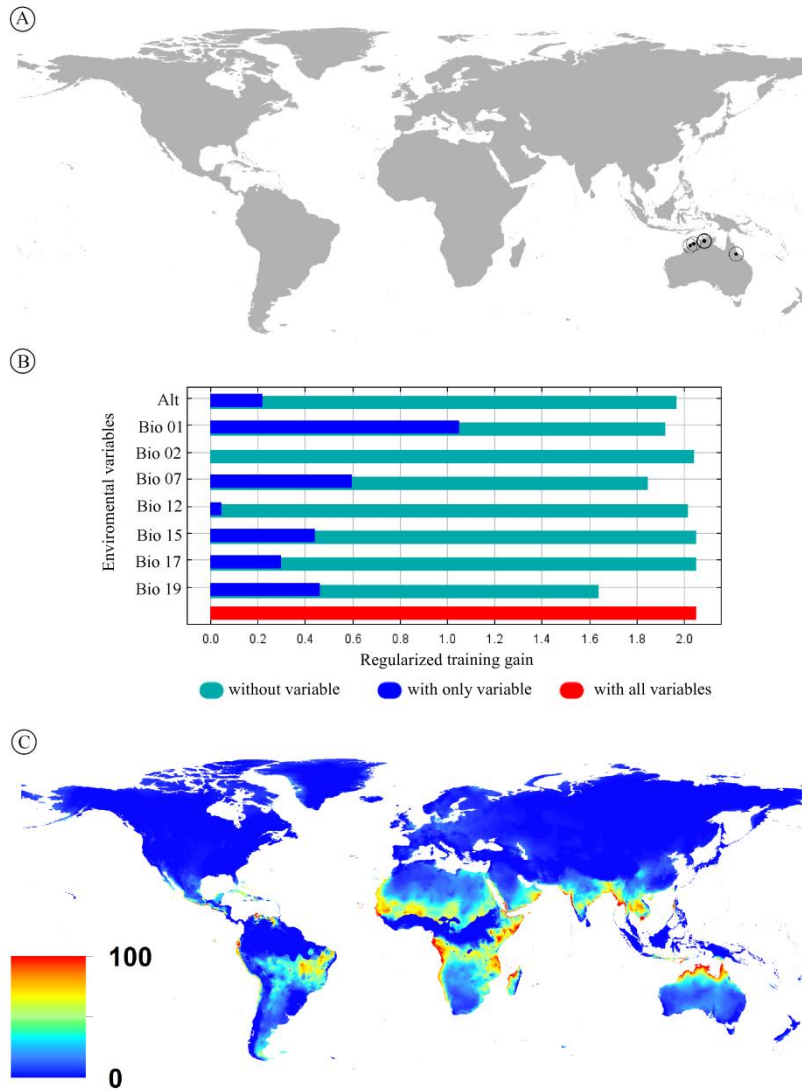 A
B
Enviromental variables
Alt
Bio 01
Bio 02
Bio 07
Bio 12
Bio 15
Bio 17
Bio 19
0.0 0.2 0.4 0.6 0.8 1.0 1.2 1.4 1.6 1.8 2.0
Regularized training gain
without variable with only variable with all variables
C
100
0